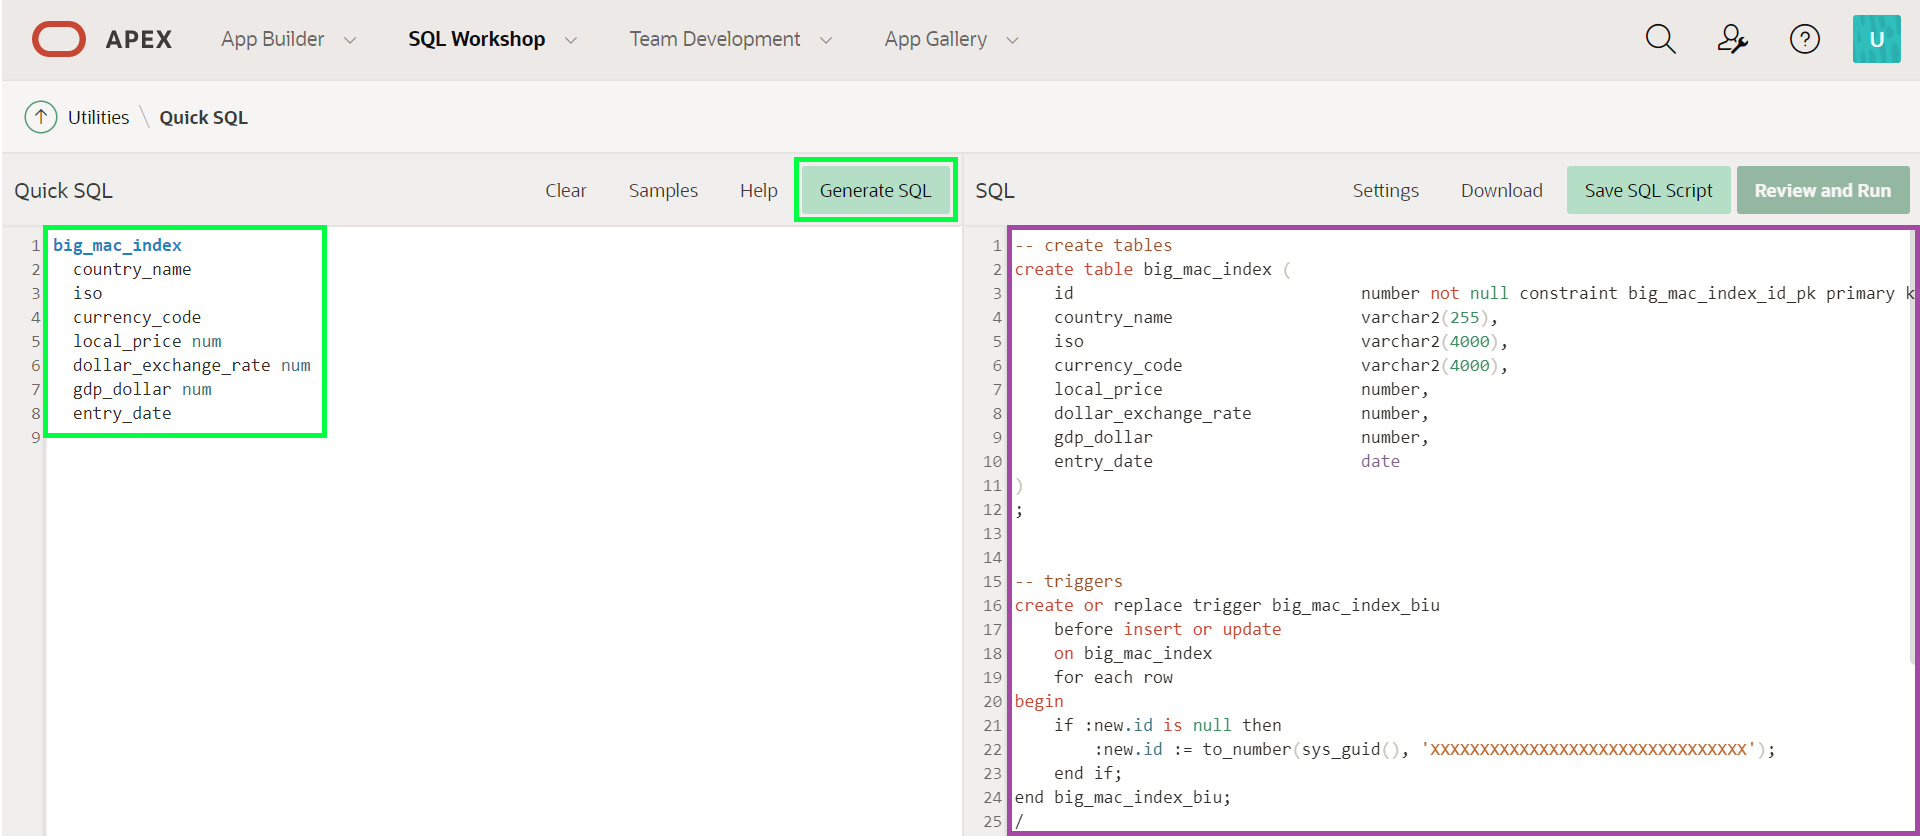 APEX App Builder SQL Workshop Team Development App Gallery U
Utilities \ Quick SQL
Quick SQL Clear Samples Help Generate SQL
1 big_mac_index
2 country_name
3 iso
4 currency_code
5 local_price num
6 dollar_exchange_rate num
7 gdp_dollar num
8 entry_date
9
SQL Settings Download Save SQL Script Review and Run
1 -- create tables
2 create table big_mac_index (
3 id number not null constraint big_mac_index_id_pk primary k
4 country_name varchar2(255),
5 iso varchar2(4000),
6 currency_code varchar2(4000),
7 local_price number,
8 dollar_exchange_rate number,
9 gdp_dollar number,
10 entry_date date
11 )
12 ;
13
14
15 -- triggers
16 create or replace trigger big_mac_index_biu
17 before insert or update
18 on big_mac_index
19 for each row
20 begin
21 if :new.id is null then
22 :new.id := to_number(sys_guid(), 'XXXXXXXXXXXXXXXXXXXXXXXXXXXXXXXX');
23 end if;
24 end big_mac_index_biu;
25 /